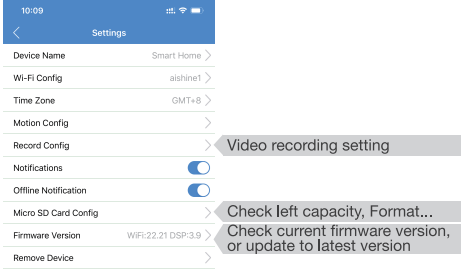 10:09
Settings
Device Name Smart Home
Wi-Fi Config aishine1
Time Zone GMT+8
Motion Config
Record Config Video recording setting
Notifications
Offline Notification
Micro SD Card Config Check left capacity, Format...
Firmware Version WiFi:22.21 DSP:3.9 Check current firmware version,
or update to latest version
Remove Device